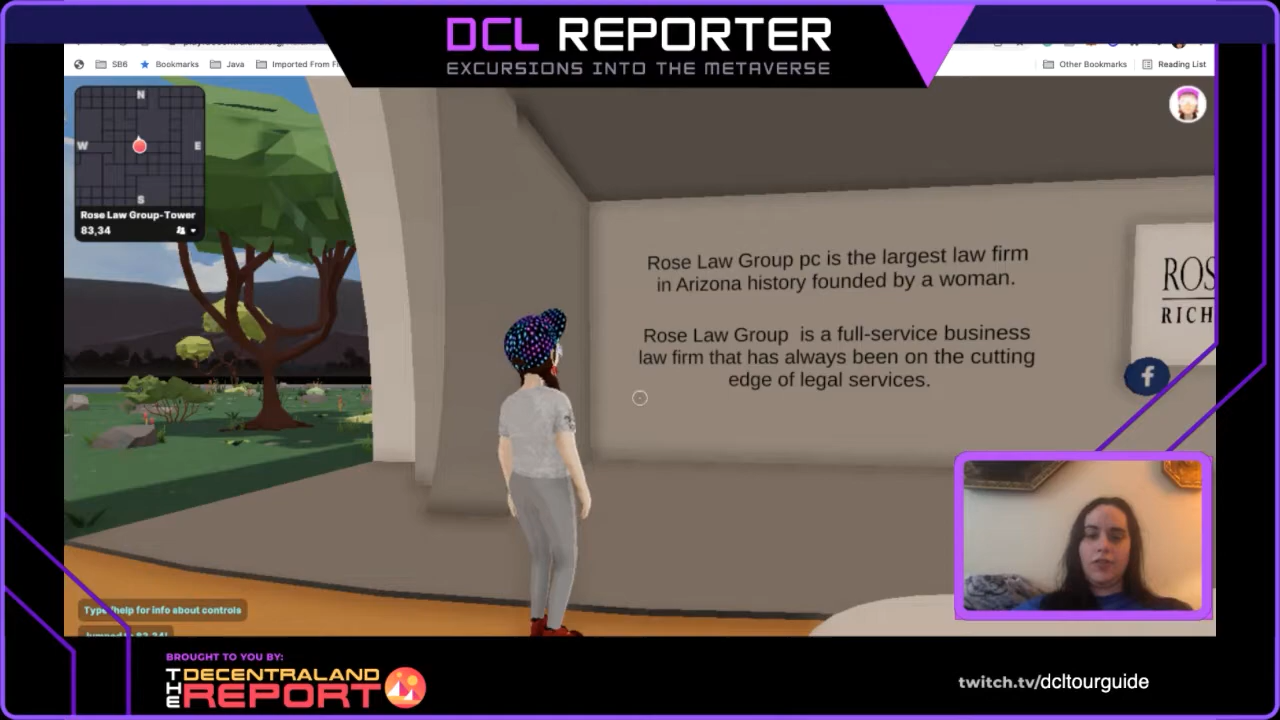 DCL REPORTER
EXCURSIONS INTO THE METAVERSE
SB6
Bookmarks
Java
Imported From
Other Bookmarks
Reading List
N
W
E
S
Rose Law Group-Tower
83,34
Rose Law Group pc is the largest law firm
in Arizona history founded by a woman.
Rose Law Group is a full-service business
law firm that has always been on the cutting
edge of legal services.
ROS
RICH
f
Type /help for info about controls
BROUGHT TO YOU BY:
THE DECENTRALAND
REPORT
twitch.tv/dcltourguide